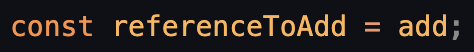 const referenceToAdd = add;